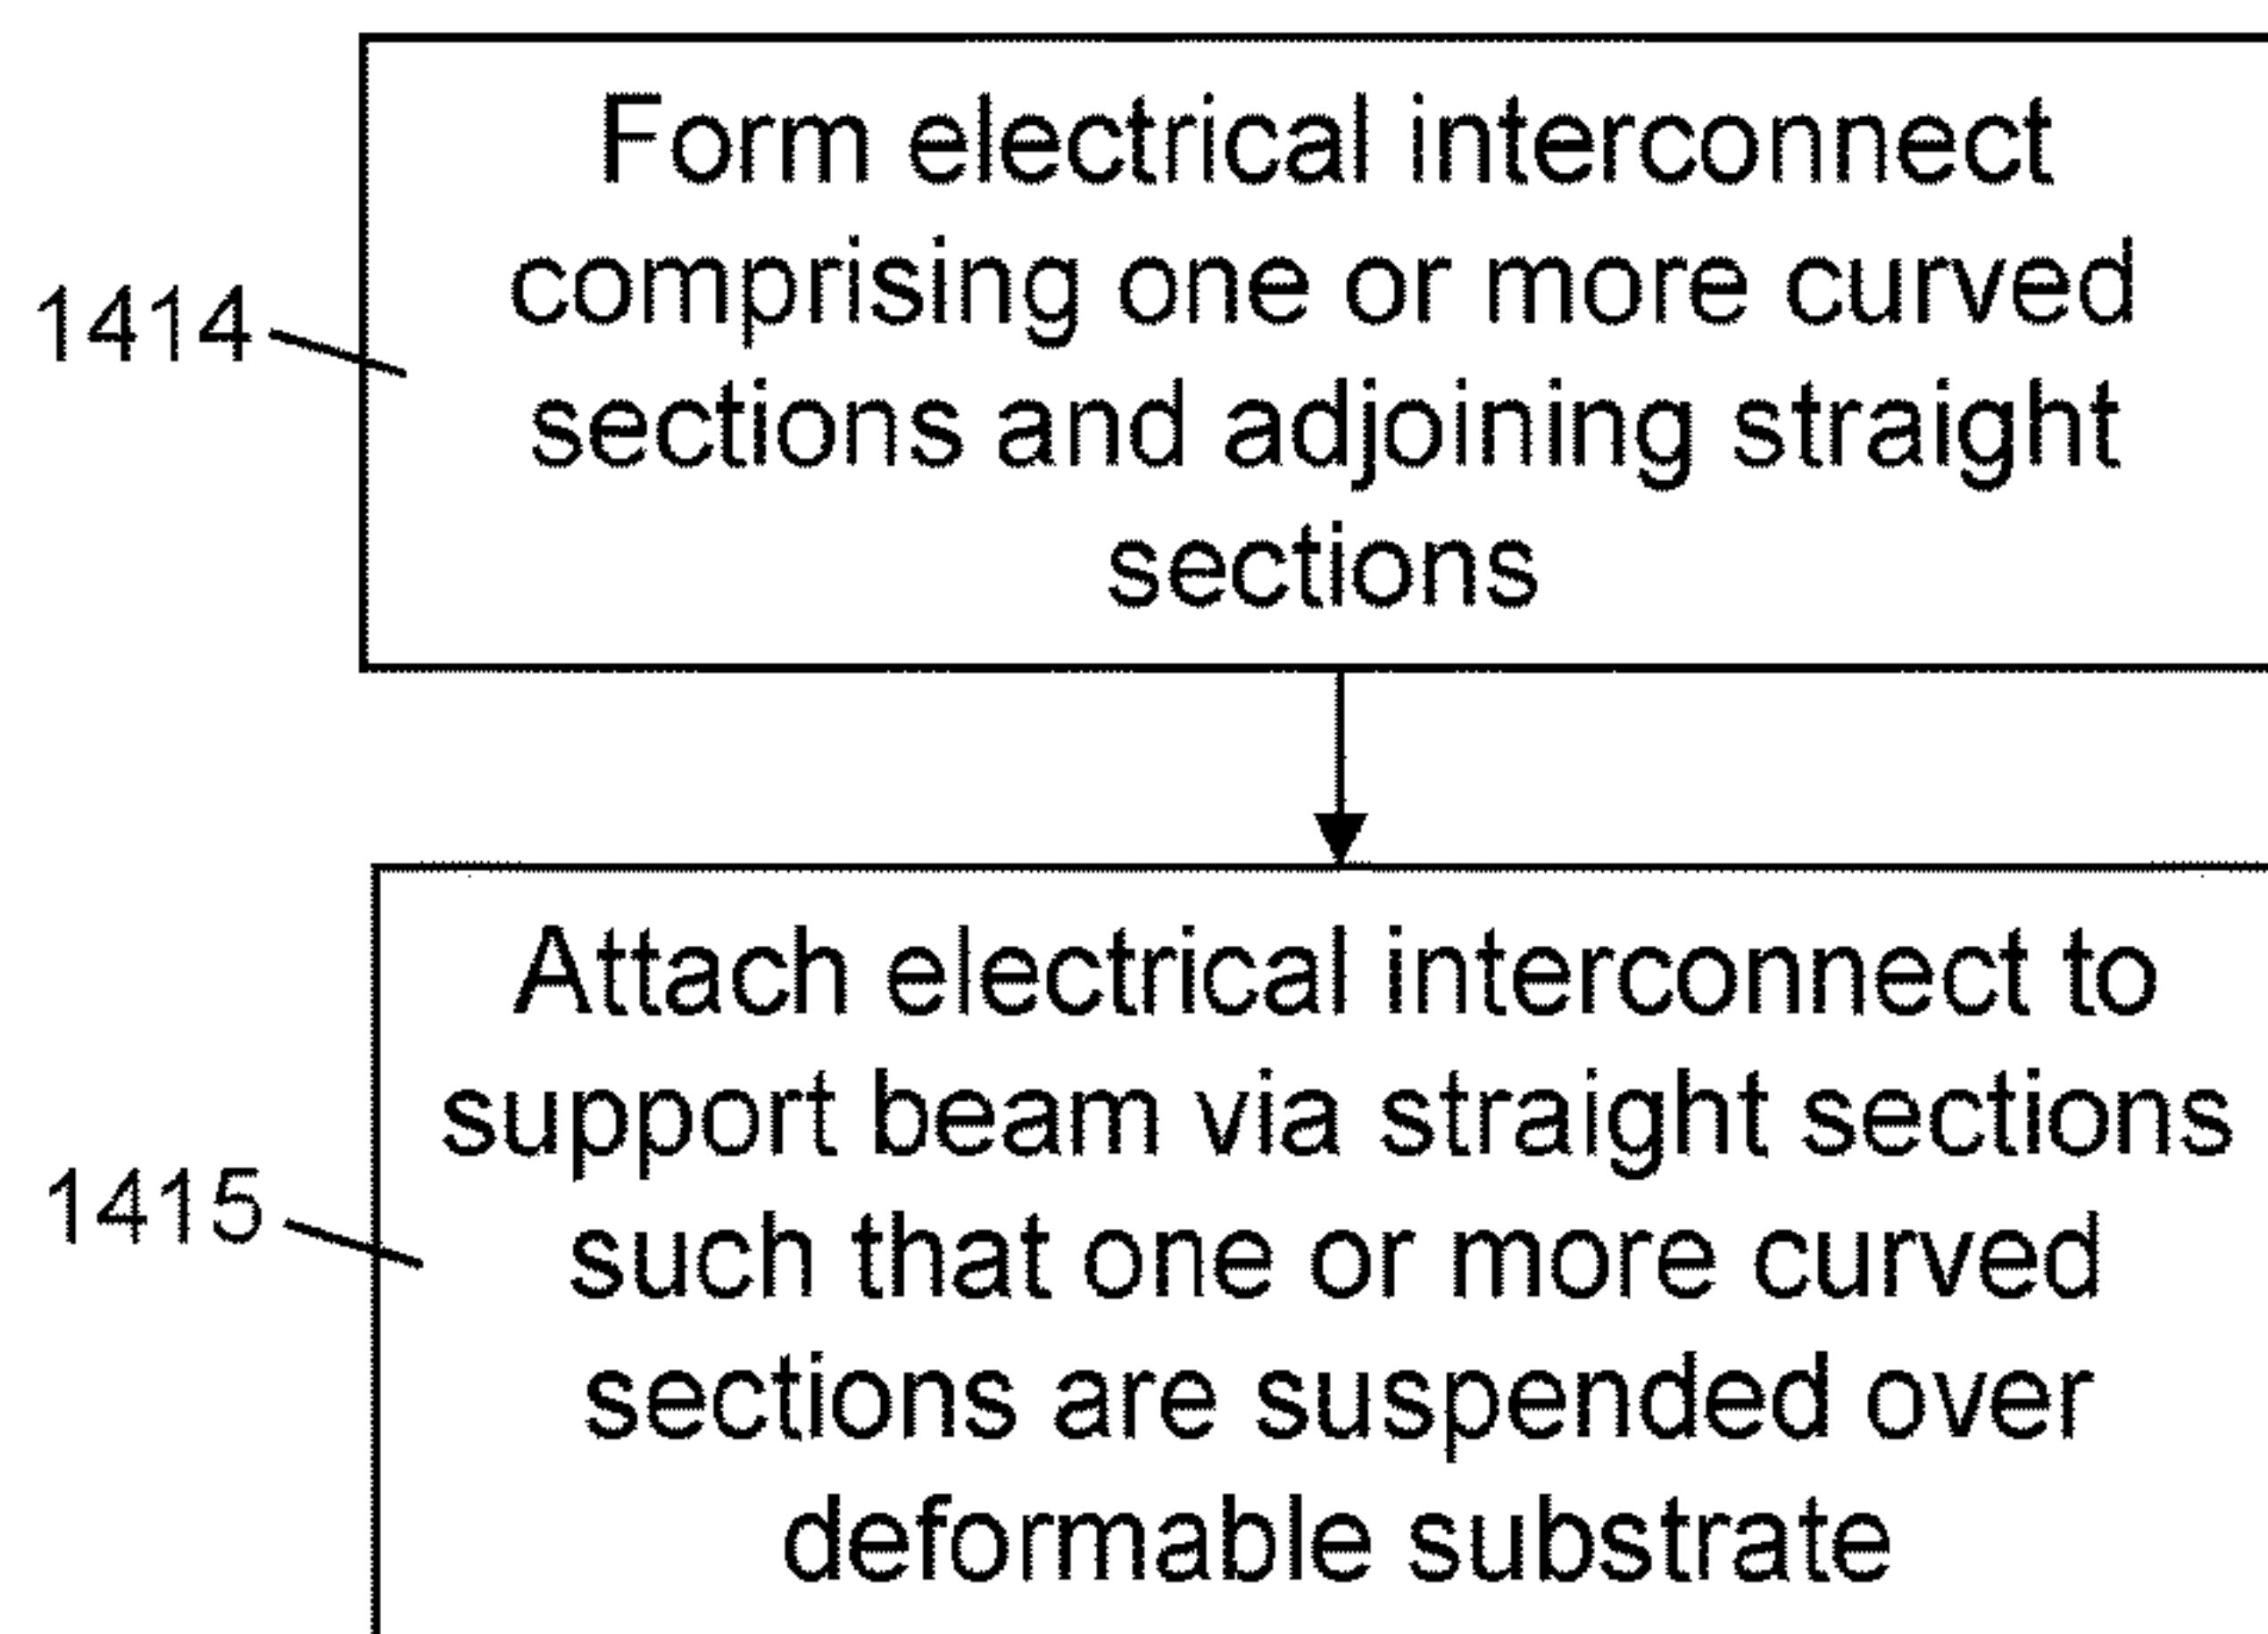 Form electrical interconnect
comprising one or more curved
sections and adjoining straight
sections
1414
Attach electrical interconnect to
support beam via straight sections
such that one or more curved
sections are suspended over
deformable substrate
1415